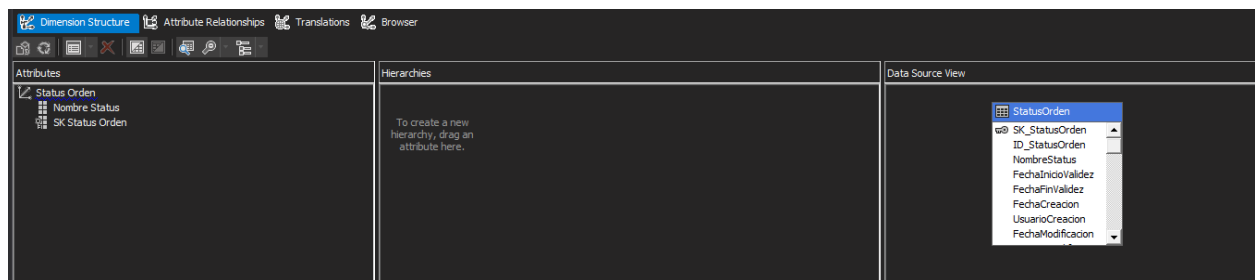 Dimension Structure Attribute Relationships Translations Browser
Attributes Hierarchies Data Source View
Status Orden
Nombre Status
SK Status Orden
To create a new
hierarchy, drag an
attribute here.
StatusOrden
SK_StatusOrden
ID_StatusOrden
NombreStatus
FechaInicioValidez
FechaFinValidez
FechaCreacion
UsuarioCreacion
FechaModificacion